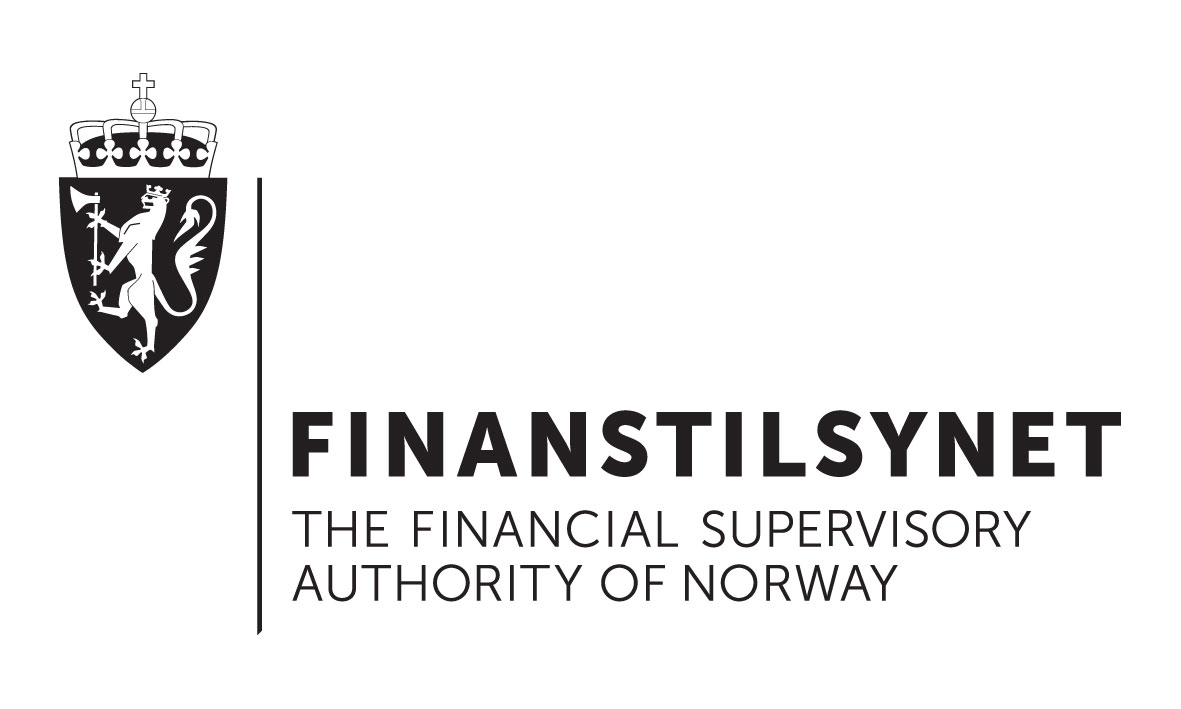 FINANSTILSYNET
THE FINANCIAL SUPERVISORY
AUTHORITY OF NORWAY